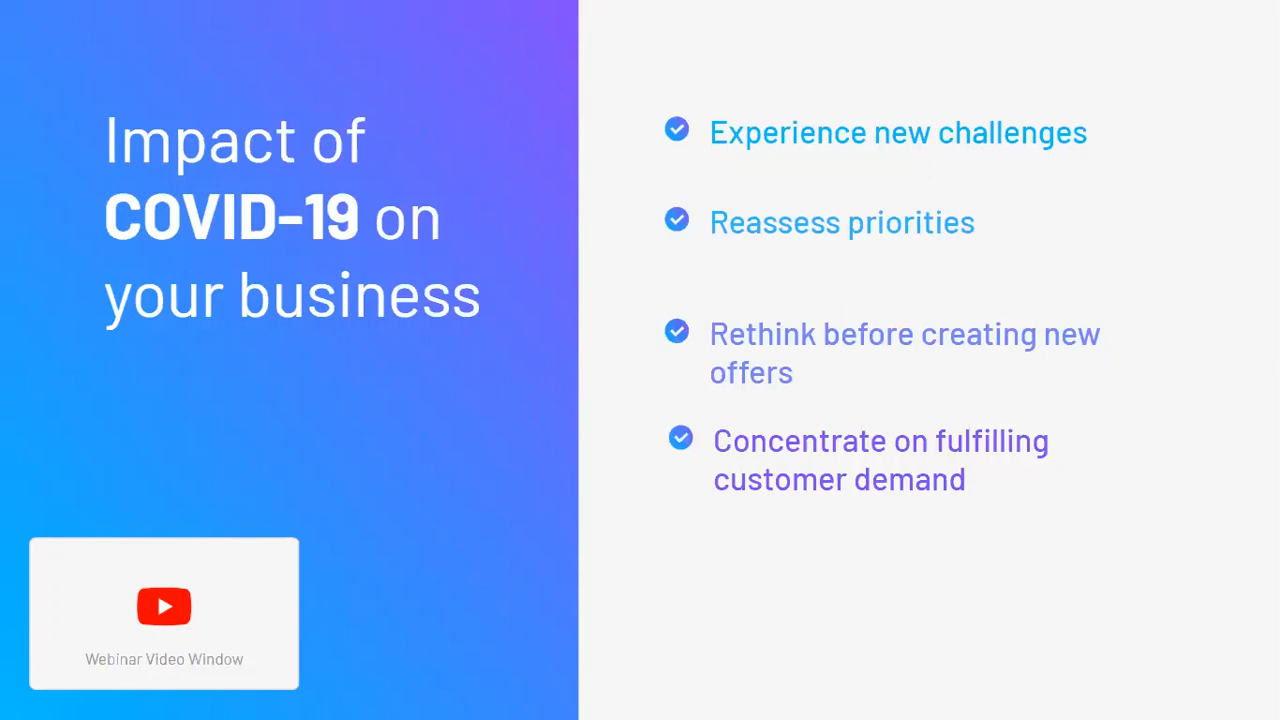 Impact of
COVID-19 on
your business
Experience new challenges
Reassess priorities
Rethink before creating new
offers
Concentrate on fulfilling
customer demand
Webinar Video Window